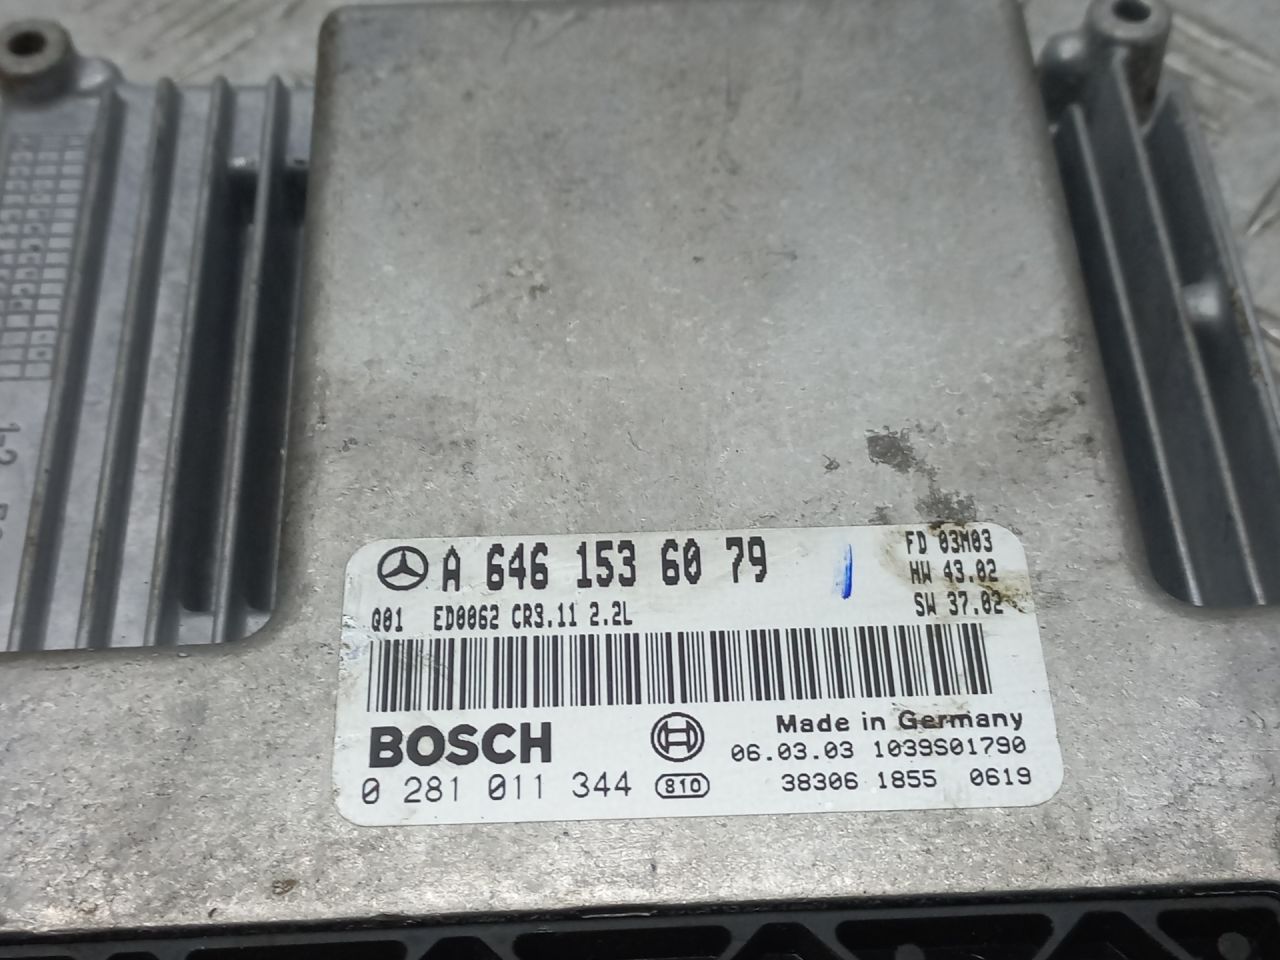 A 646 153 60 79
FD 03M03
HW 43.02
Q01 ED0062 CR3.11 2.2L
SW 37.02
BOSCH
Made in Germany
06.03.03 1039S01790
0 281 011 344 810
38306 1855 0619